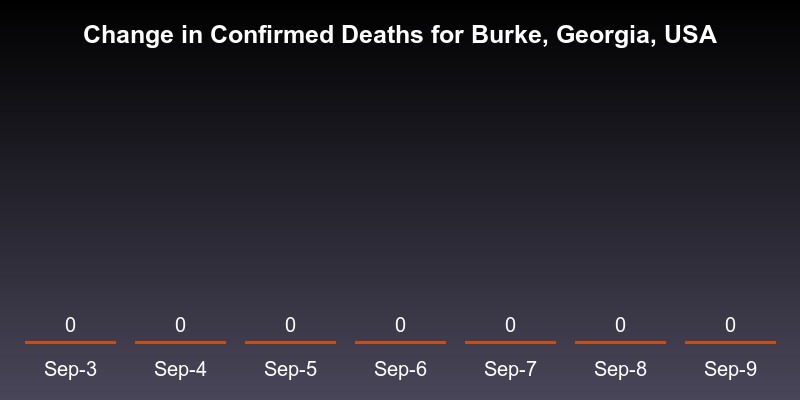 Change in Confirmed Deaths for Burke, Georgia, USA
0 0 0 0 0 0 0
Sep-3 Sep-4 Sep-5 Sep-6 Sep-7 Sep-8 Sep-9